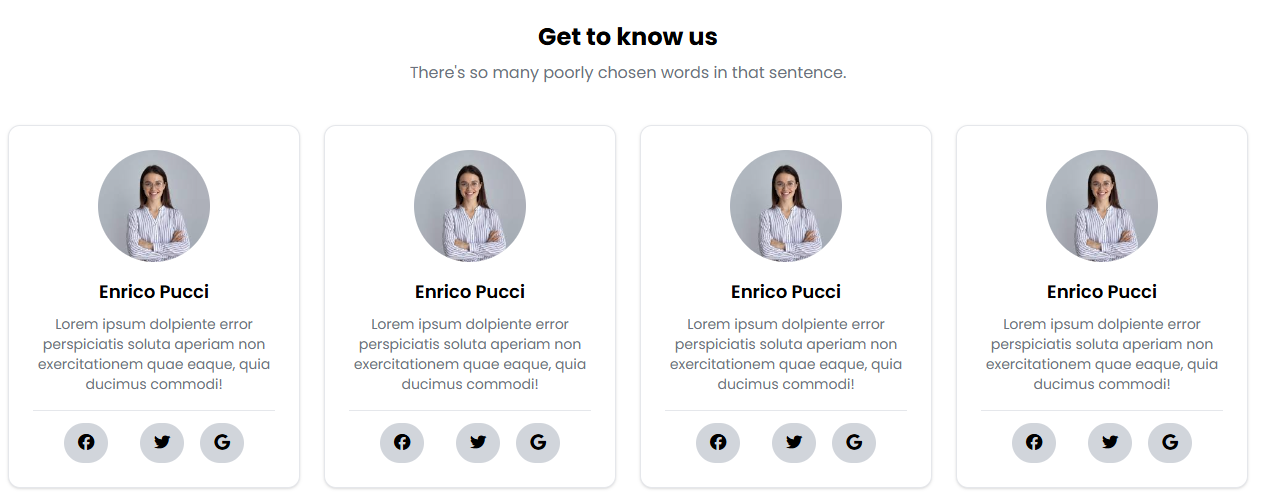 Get to know us
There's so many poorly chosen words in that sentence.
Enrico Pucci
Lorem ipsum dolpiente error
perspiciatis soluta aperiam non
exercitationem quae eaque, quia
ducimus commodi!
Enrico Pucci
Lorem ipsum dolpiente error
perspiciatis soluta aperiam non
exercitationem quae eaque, quia
ducimus commodi!
Enrico Pucci
Lorem ipsum dolpiente error
perspiciatis soluta aperiam non
exercitationem quae eaque, quia
ducimus commodi!
Enrico Pucci
Lorem ipsum dolpiente error
perspiciatis soluta aperiam non
exercitationem quae eaque, quia
ducimus commodi!